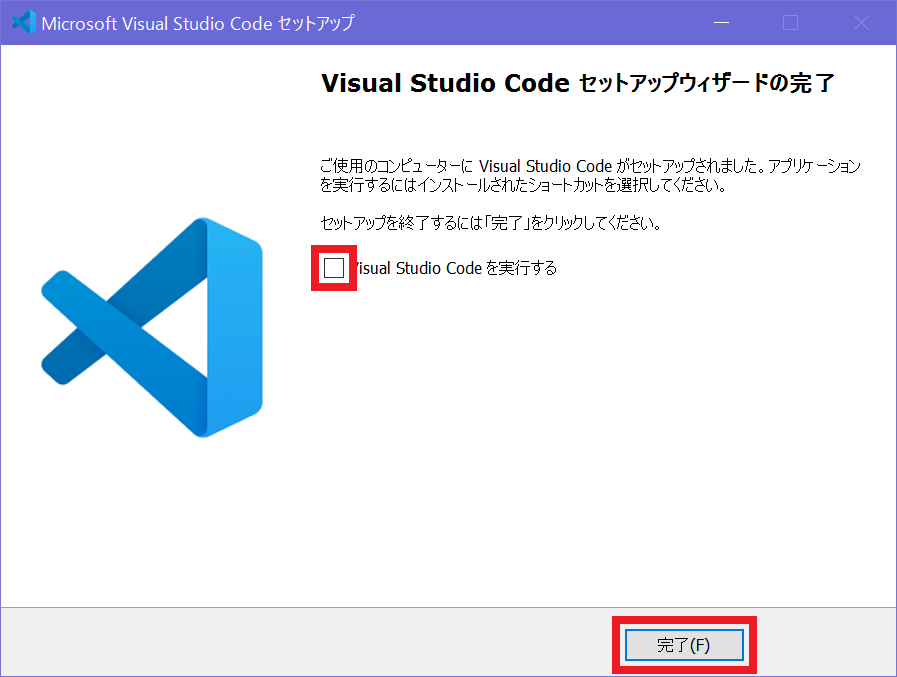 Microsoft Visual Studio Code セットアップ
Visual Studio Code セットアップウィザードの完了
ご使用のコンピューターに Visual Studio Code がセットアップされました。アプリケーション
を実行するにはインストールされたショートカットを選択してください。
セットアップを終了するには「完了」をクリックしてください。
Visual Studio Code を実行する
完了(F)